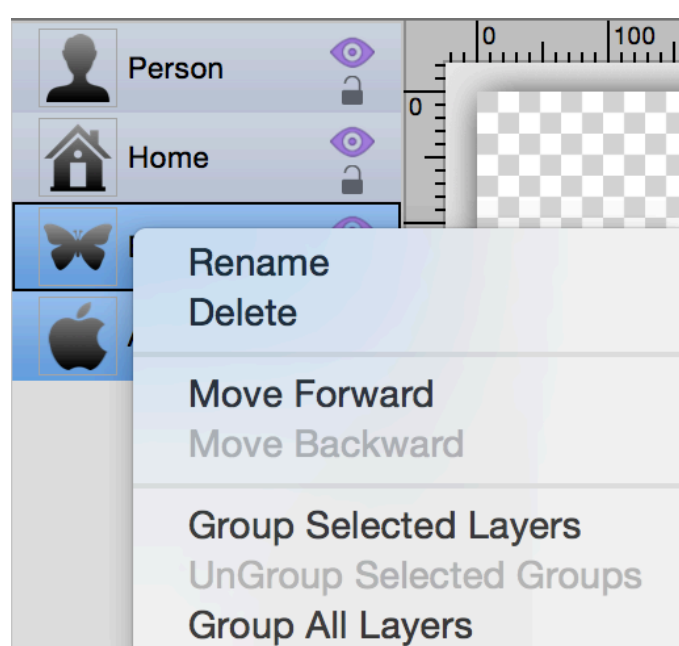 Person
Home
0 100
0
Rename
Delete
Move Forward
Move Backward
Group Selected Layers
UnGroup Selected Groups
Group All Layers